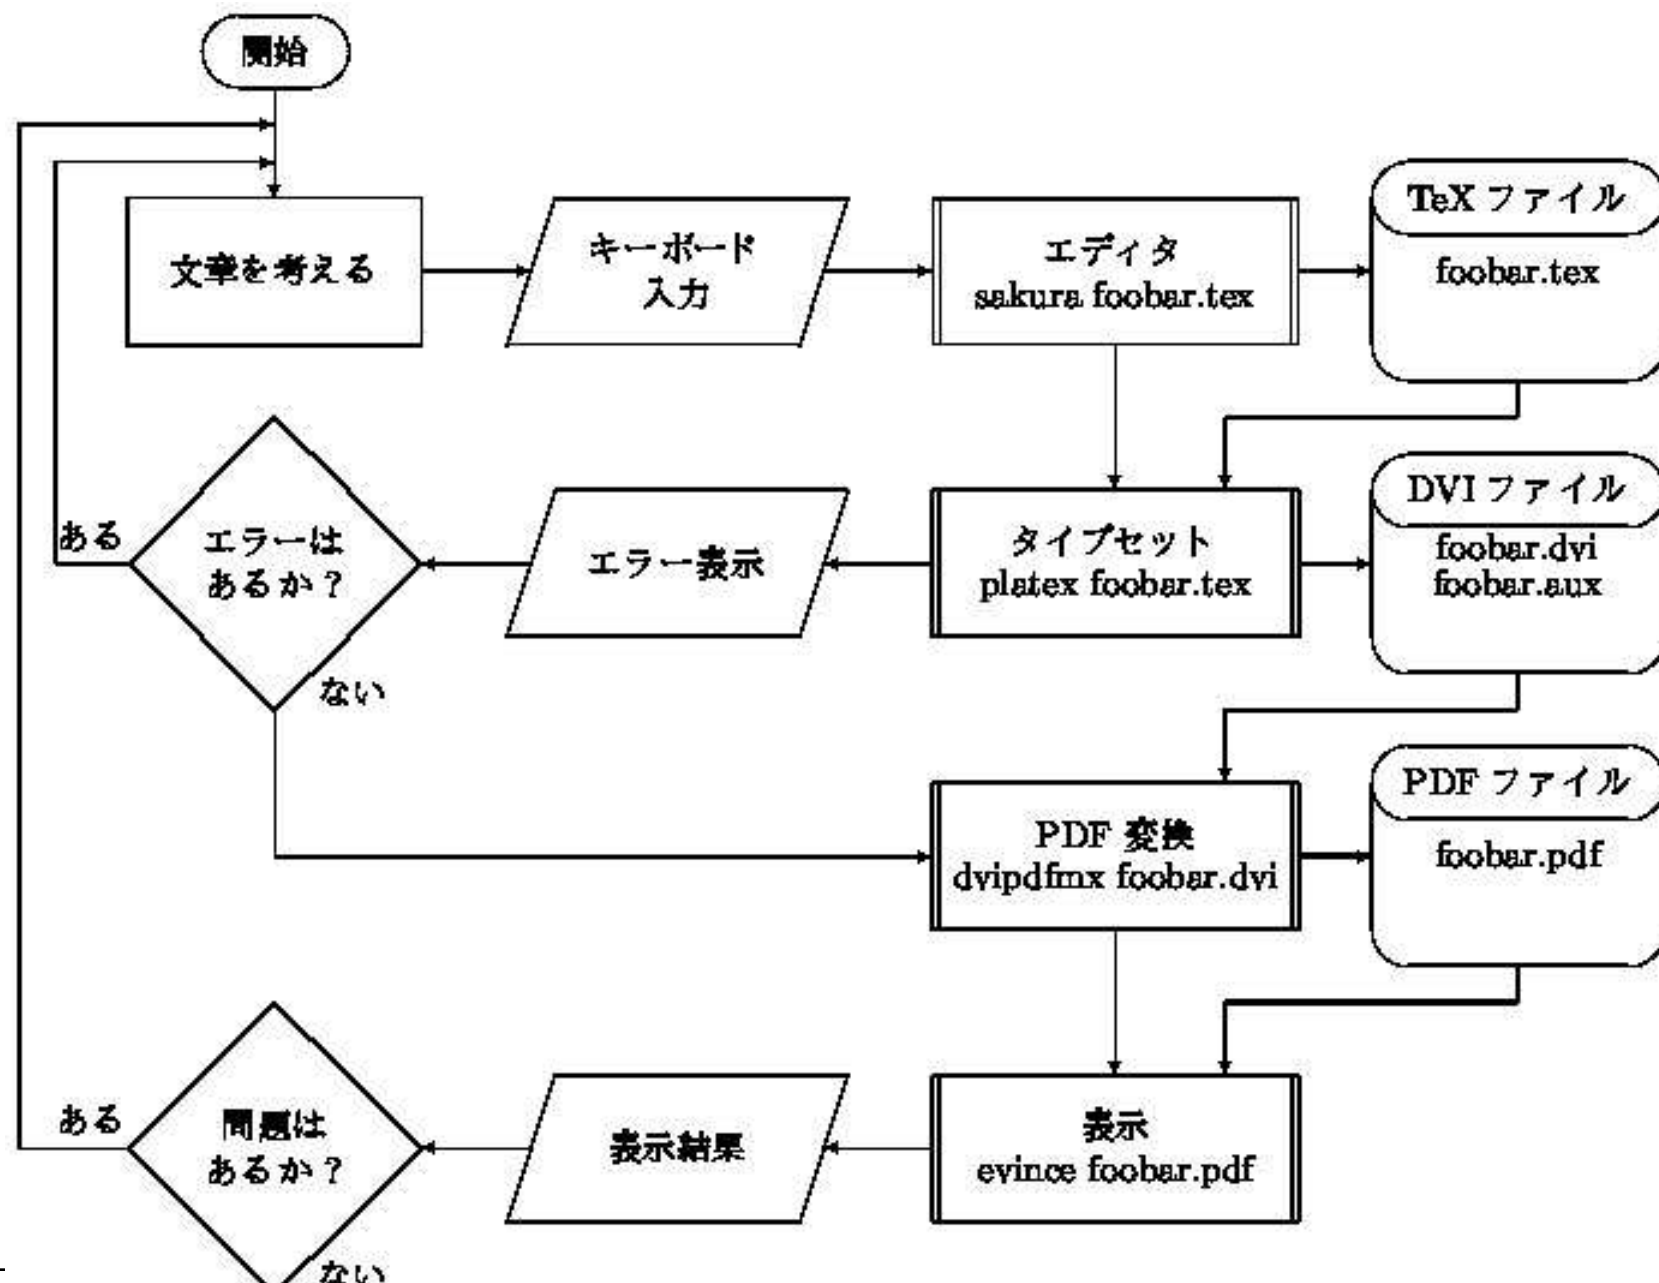 開始
文章を考える
キーボード
入力
エディタ
sakura foobar.tex
TeX ファイル
foobar.tex
ある
エラーは
あるか？
ない
エラー表示
タイプセット
platex foobar.tex
DVI ファイル
foobar.dvi
foobar.aux
PDF 変換
dvipdfmx foobar.dvi
PDF ファイル
foobar.pdf
ある
問題は
あるか？
ない
表示結果
表示
evince foobar.pdf